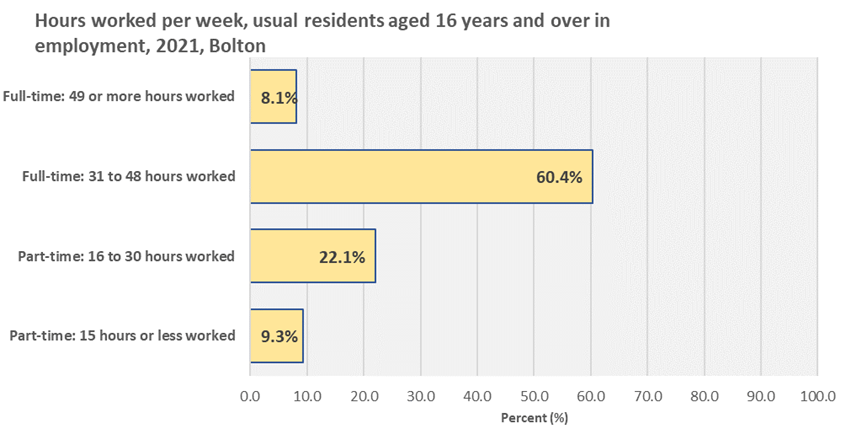 Hours worked per week, usual residents aged 16 years and over in
employment, 2021, Bolton
Full-time: 49 or more hours worked
8.1%
Full-time: 31 to 48 hours worked
60.4%
Part-time: 16 to 30 hours worked
22.1%
Part-time: 15 hours or less worked
9.3%
0.0 10.0 20.0 30.0 40.0 50.0 60.0 70.0 80.0 90.0 100.0
Percent (%)